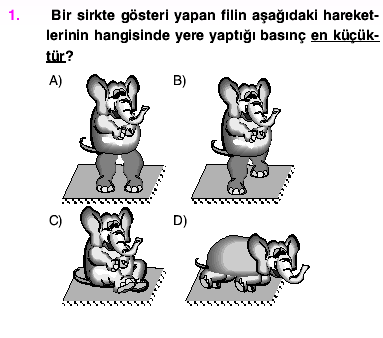 1. Bir sirkte gösteri yapan filin aşağıdaki hareket-
lerinin hangisinde yere yaptığı basınç en küçük-
tür?
A) B)
C) D)